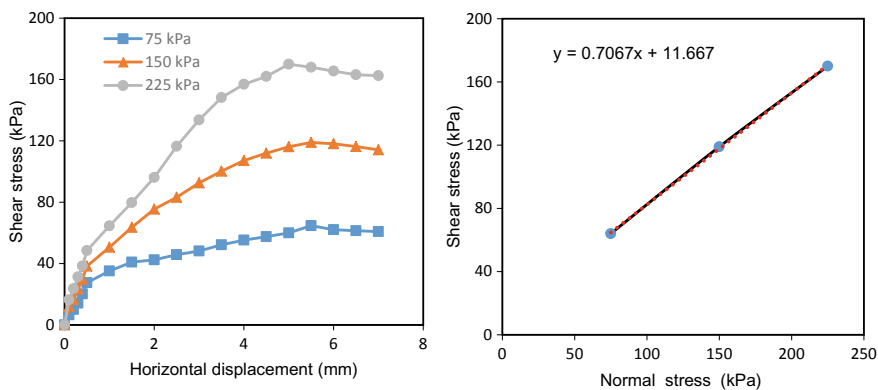 200
160
120
80
40
0
Shear stress (kPa)
75 kPa
150 kPa
225 kPa
0 2 4 6 8
Horizontal displacement (mm)
200
160
120
80
40
0
Shear stress (kPa)
y = 0.7067x + 11.667
0 50 100 150 200 250
Normal stress (kPa)